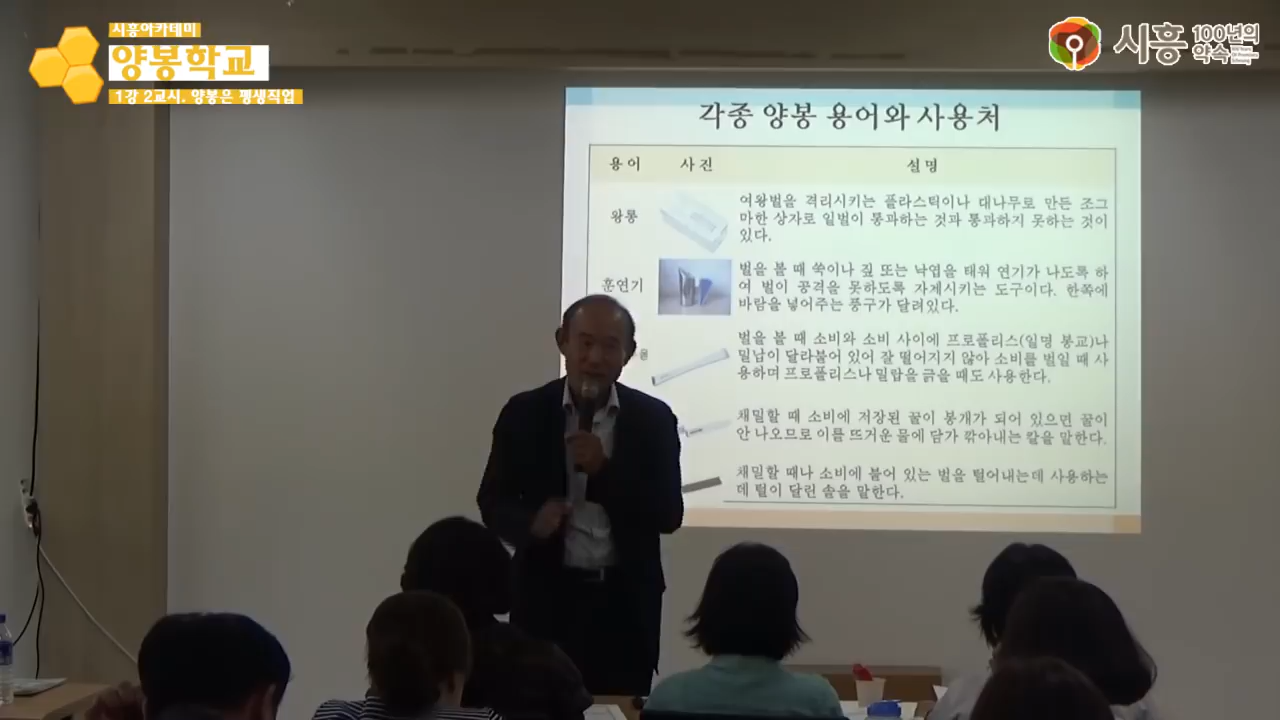 시흥아카데미
양봉학교
1강 2교시. 양봉은 평생직업
시흥 100년의 약속
각종 양봉 용어와 사용처
용어 사진 설명
왕롱
여왕벌을 격리시키는 플라스틱이나 대나무로 만든 조그
마한 상자로 일벌이 통과하는 것과 통과하지 못하는 것이
있다.
훈연기
벌을 볼 때 쑥이나 짚 또는 낙엽을 태워 연기가 나도록 하
여 벌이 공격을 못하도록 자제시키는 도구이다. 한쪽에
바람을 넣어주는 풍구가 달려있다.
벌을 볼 때 소비와 소비 사이에 프로폴리스(일명 봉교)나
밀납이 달라붙어 있어 잘 떨어지지 않아 소비를 벌일 때 사
용하며 프로폴리스나 밀랍을 긁을 때도 사용한다.
채밀할 때 소비에 저장된 꿀이 봉개가 되어 있으면 꿀이
안 나오므로 이를 뜨거운 물에 담가 깎아내는 칼을 말한다.
채밀할 때나 소비에 붙어 있는 벌을 털어내는데 사용하는
데 털이 달린 솔을 말한다.